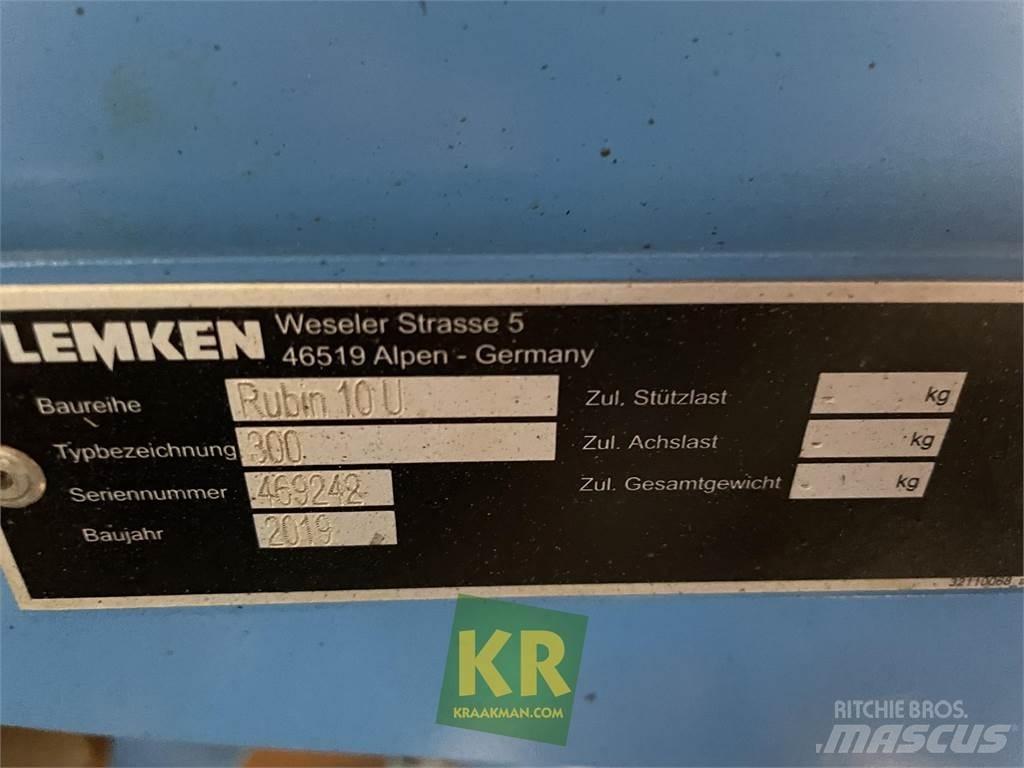 LEMKEN
Weseler Strasse 5
46519 Alpen - Germany
Baureihe Rubin 10 U
Typbezeichnung 300
Seriennummer 469242
Baujahr 2019
Zul. Stützlast - kg
Zul. Achslast - kg
Zul. Gesamtgewicht - kg
32110068
KR
KRAAKMAN.COM
RITCHIE BROS.
MASCUS